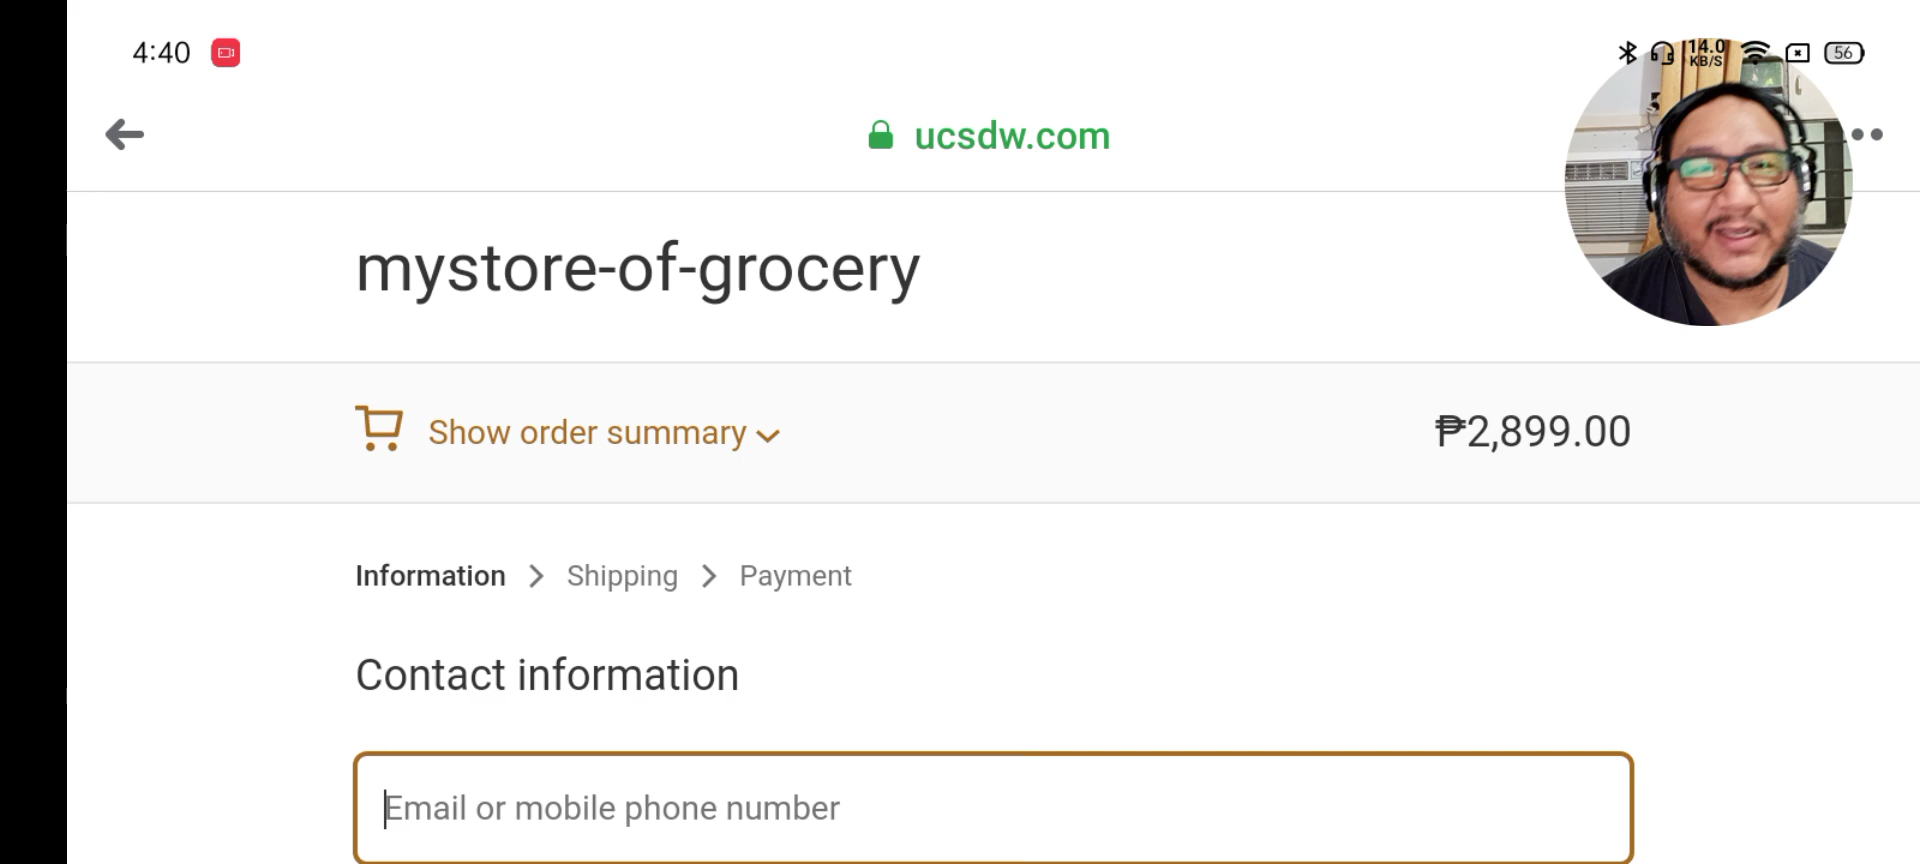 4:40
14.0
KB/S
56
ucsdw.com
mystore-of-grocery
Show order summary
₱2,899.00
Information > Shipping > Payment
Contact information
Email or mobile phone number